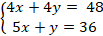 4x + 4y = 48
5x + y = 36